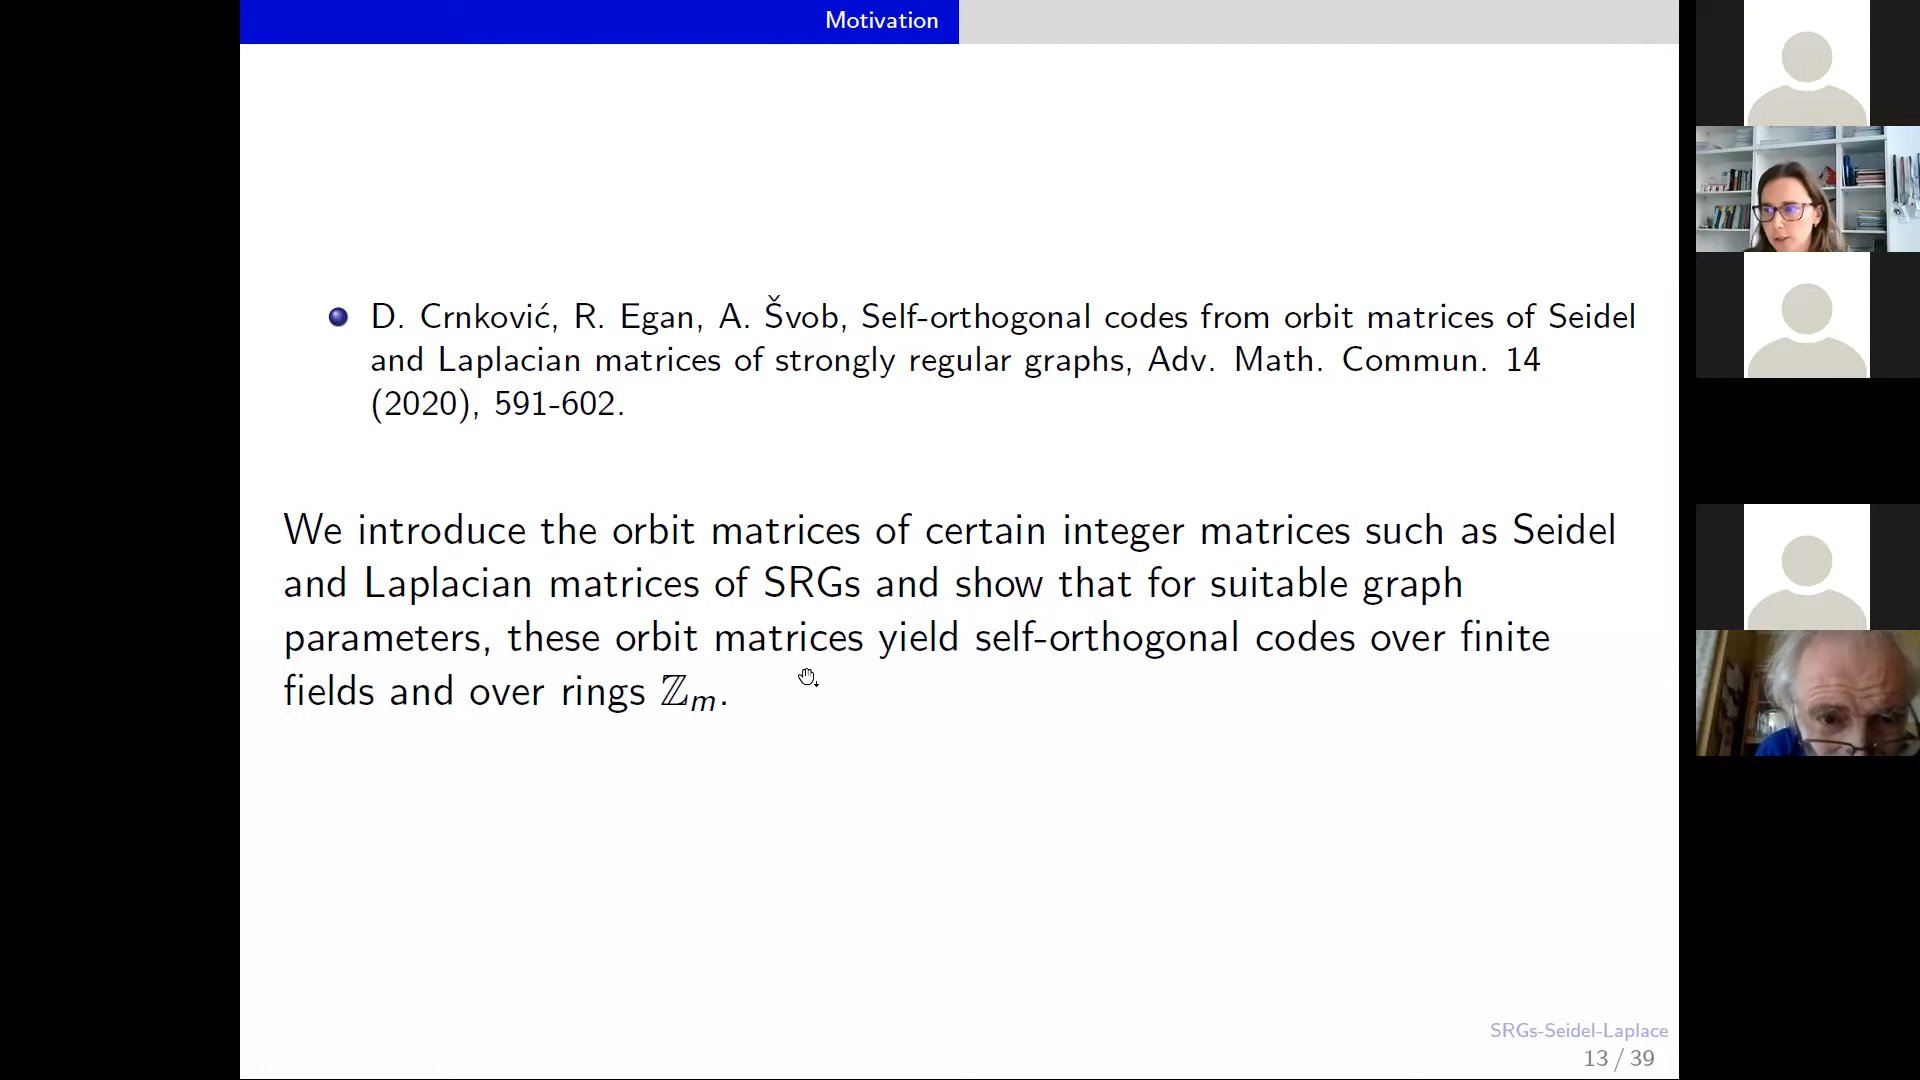 Motivation
D. Crnković, R. Egan, A. Švob, Self-orthogonal codes from orbit matrices of Seidel
and Laplacian matrices of strongly regular graphs, Adv. Math. Commun. 14
(2020), 591-602.
We introduce the orbit matrices of certain integer matrices such as Seidel
and Laplacian matrices of SRGs and show that for suitable graph
parameters, these orbit matrices yield self-orthogonal codes over finite
fields and over rings ℤₘ.
SRGs-Seidel-Laplace
13 / 39